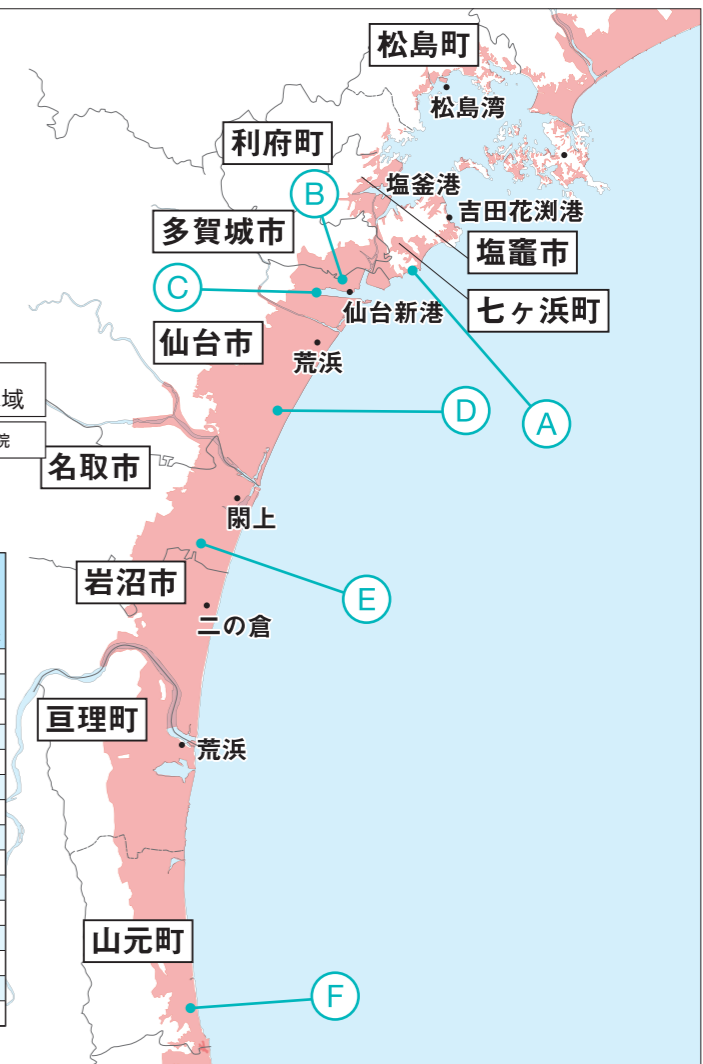 松島町
松島湾
利府町
B
塩釜港
吉田花渕港
多賀城市
塩竈市
C
仙台新港
七ヶ浜町
仙台市
荒浜
域
D
A
院
名取市
閖上
岩沼市
E
二の倉
亘理町
荒浜
山元町
F